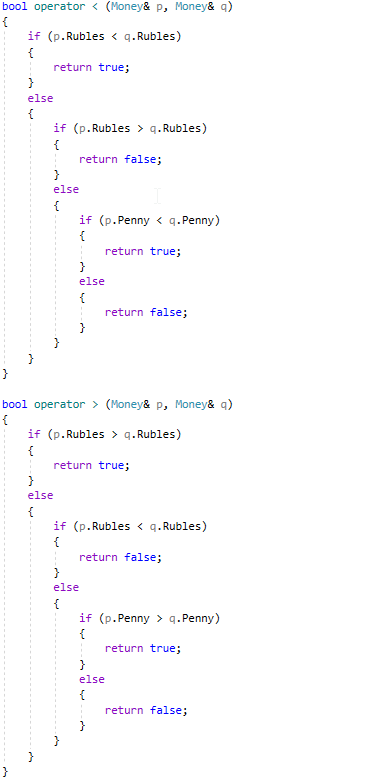 bool operator < (Money& p, Money& q)
{
    if (p.Rubles < q.Rubles)
    {
        return true;
    }
    else
    {
        if (p.Rubles > q.Rubles)
        {
            return false;
        }
        else
        {
            if (p.Penny < q.Penny)
            {
                return true;
            }
            else
            {
                return false;
            }
        }
    }
}
bool operator > (Money& p, Money& q)
{
    if (p.Rubles > q.Rubles)
    {
        return true;
    }
    else
    {
        if (p.Rubles < q.Rubles)
        {
            return false;
        }
        else
        {
            if (p.Penny > q.Penny)
            {
                return true;
            }
            else
            {
                return false;
            }
        }
    }
}